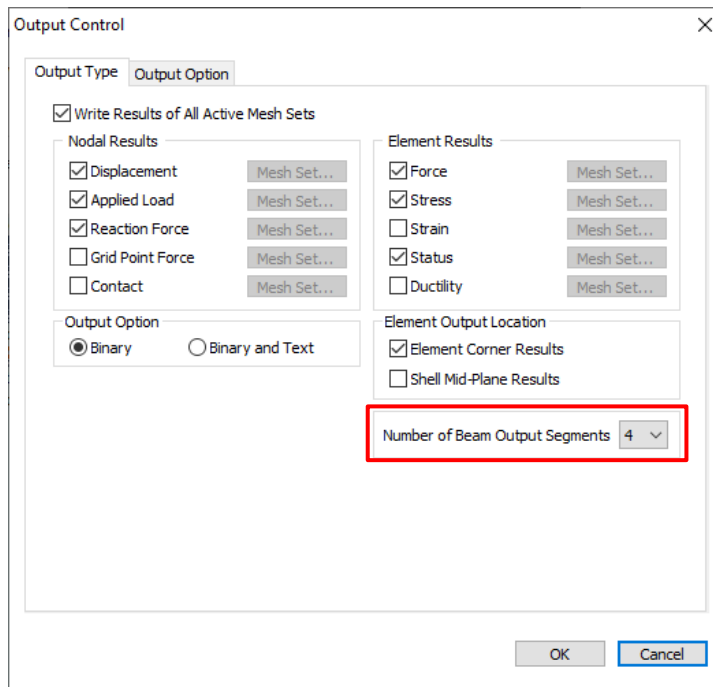 Output Control
Output Type
Output Option
Write Results of All Active Mesh Sets
Nodal Results
Displacement Mesh Set...
Applied Load Mesh Set...
Reaction Force Mesh Set...
Grid Point Force Mesh Set...
Contact Mesh Set...
Output Option
Binary Binary and Text
Element Results
Force Mesh Set...
Stress Mesh Set...
Strain Mesh Set...
Status Mesh Set...
Ductility Mesh Set...
Element Output Location
Element Corner Results
Shell Mid-Plane Results
Number of Beam Output Segments 4
OK Cancel